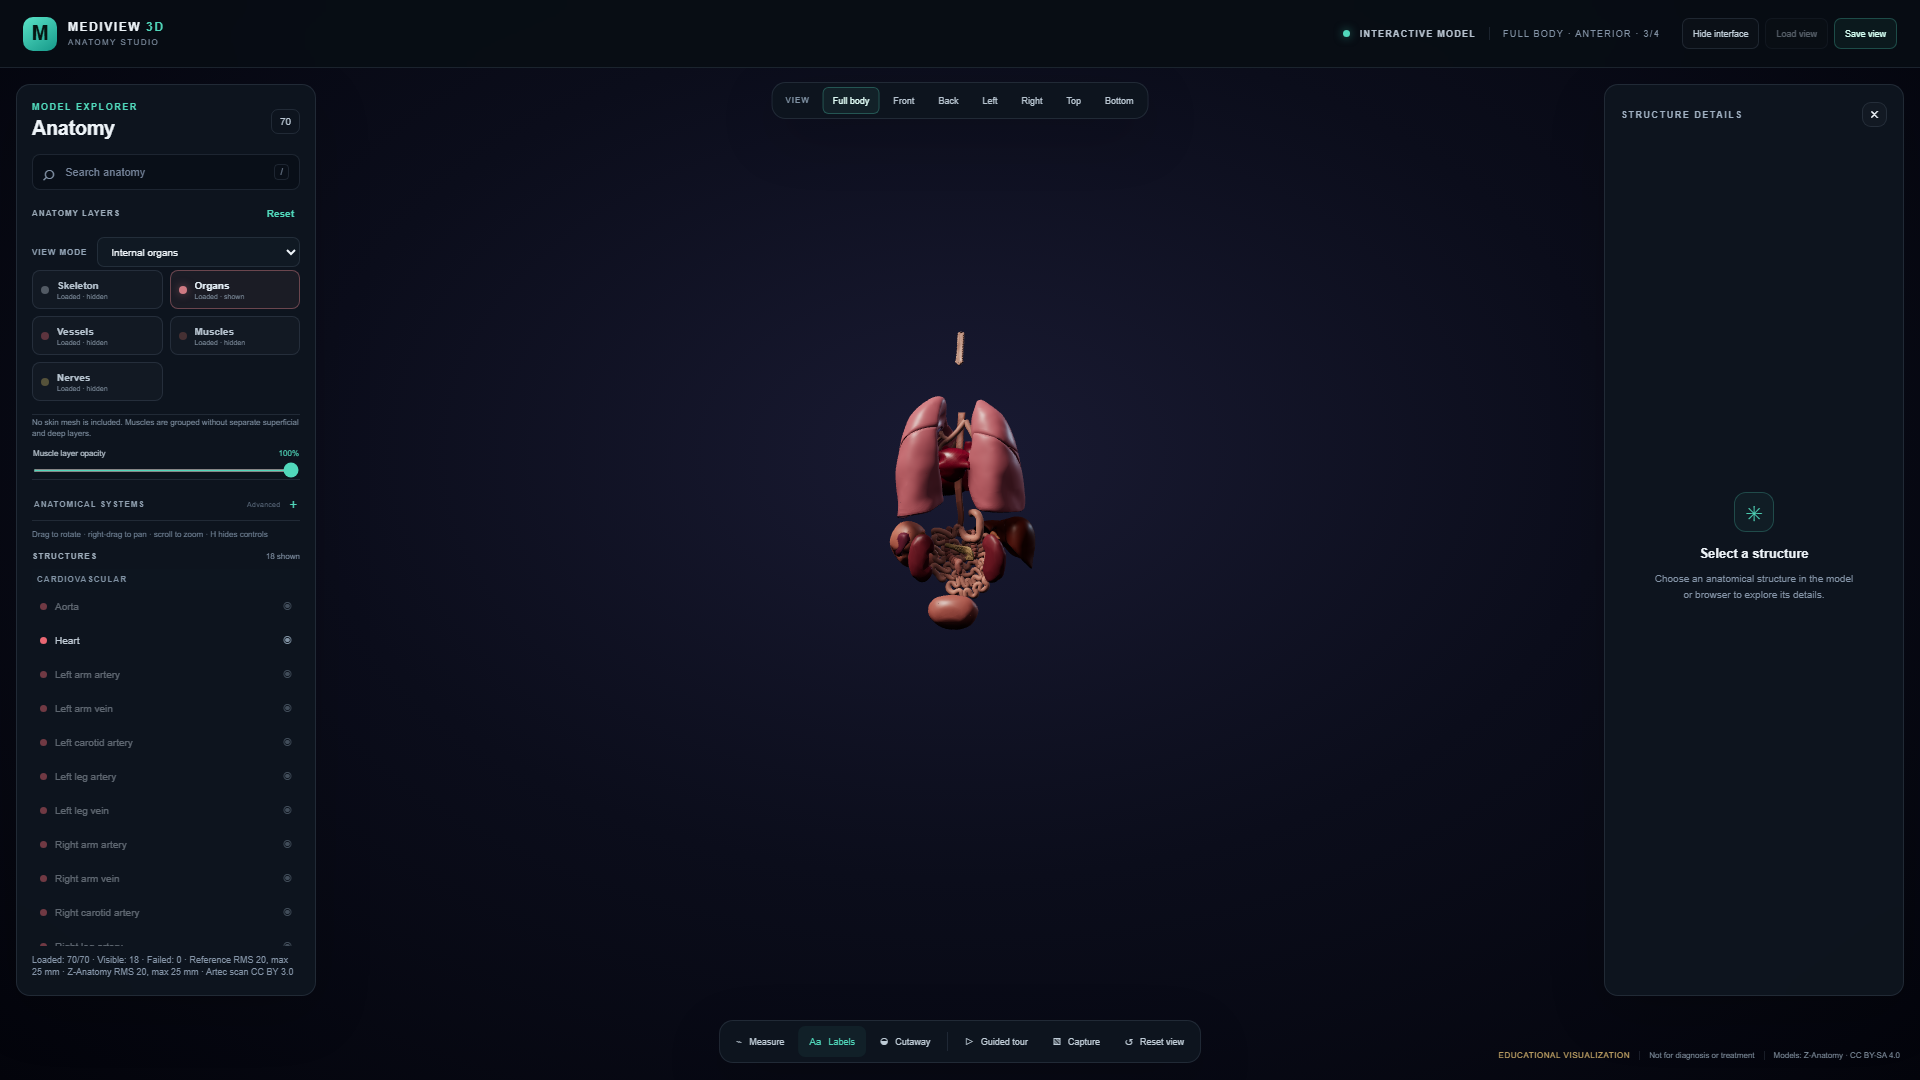 M
MEDIVIEW 3D
ANATOMY STUDIO
INTERACTIVE MODEL
FULL BODY · ANTERIOR · 3/4
Hide interface
Load view
Save view
MODEL EXPLORER
Anatomy
70
Search anatomy
/
ANATOMY LAYERS
Reset
VIEW MODE
Internal organs
Skeleton
Loaded · hidden
Organs
Loaded · shown
Vessels
Loaded · hidden
Muscles
Loaded · hidden
Nerves
Loaded · hidden
No skin mesh is included. Muscles are grouped without separate superficial
and deep layers.
Muscle layer opacity
100%
ANATOMICAL SYSTEMS
Advanced +
Drag to rotate · right-drag to pan · scroll to zoom · H hides controls
STRUCTURES
18 shown
CARDIOVASCULAR
Aorta
Heart
Left arm artery
Left arm vein
Left carotid artery
Left leg artery
Left leg vein
Right arm artery
Right arm vein
Right carotid artery
Right leg artery
Loaded: 70/70 · Visible: 18 · Failed: 0 · Reference RMS 20, max
25 mm · Z-Anatomy RMS 20, max 25 mm · Artec scan CC BY 3.0
VIEW
Full body
Front
Back
Left
Right
Top
Bottom
STRUCTURE DETAILS
Select a structure
Choose an anatomical structure in the model
or browser to explore its details.
Measure
Aa Labels
Cutaway
Guided tour
Capture
Reset view
EDUCATIONAL VISUALIZATION
Not for diagnosis or treatment
Models: Z-Anatomy · CC BY-SA 4.0